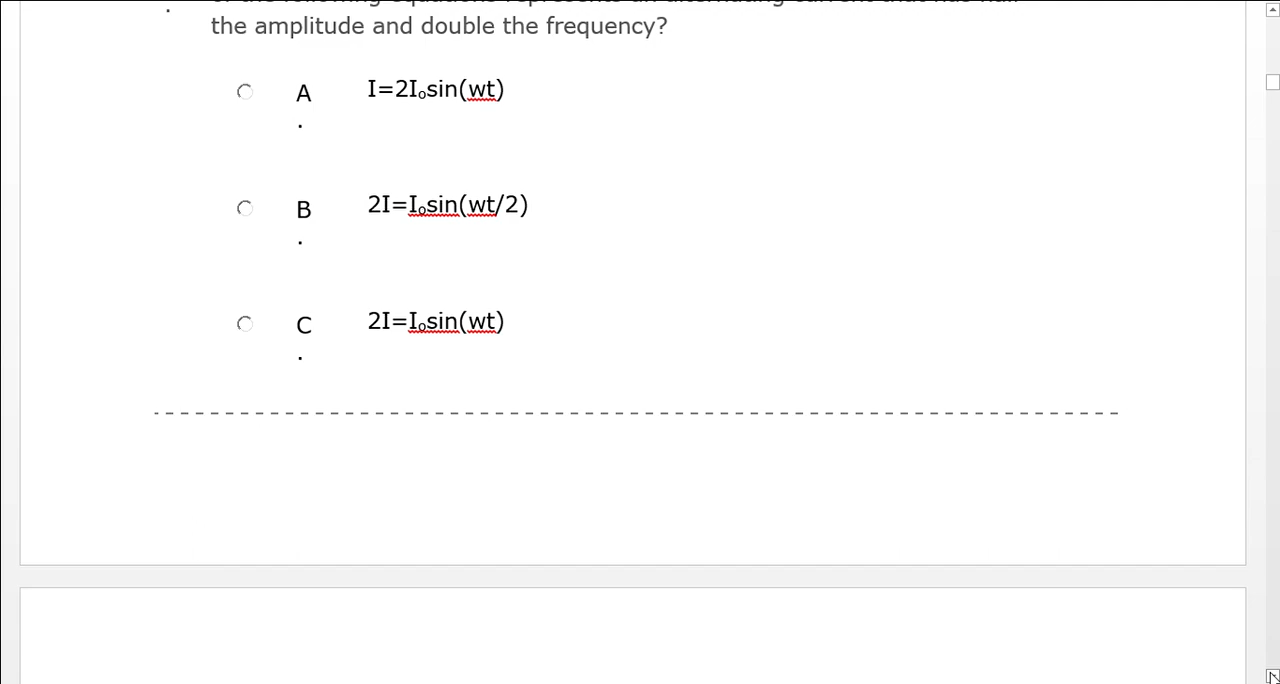 the amplitude and double the frequency?
A
.
I=2I₀sin(wt)
B
.
2I=I₀sin(wt/2)
C
.
2I=I₀sin(wt)